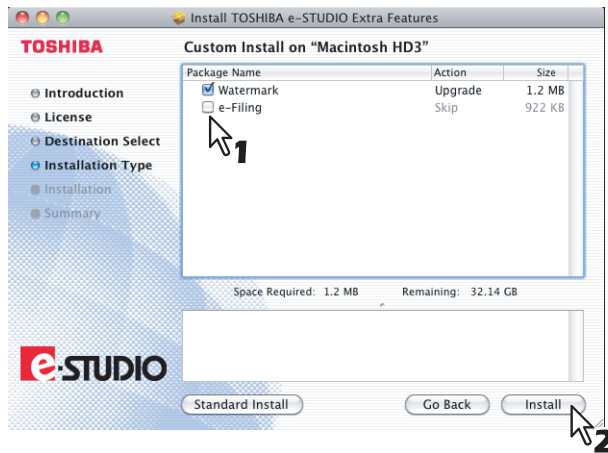 Install TOSHIBA e-STUDIO Extra Features
TOSHIBA
Custom Install on “Macintosh HD3”
Package Name Action Size
Watermark Upgrade 1.2 MB
e-Filing Skip 922 KB
1
Introduction
License
Destination Select
Installation Type
Installation
Summary
Space Required: 1.2 MB Remaining: 32.14 GB
e-STUDIO
Standard Install Go Back Install
2